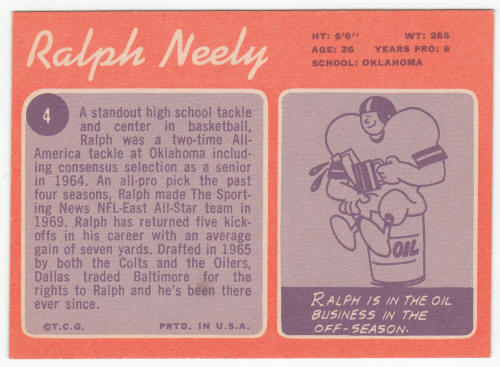 Ralph Neely
HT: 6'6" WT: 265
AGE: 26 YEARS PRO: 6
SCHOOL: OKLAHOMA
4
A standout high school tackle
and center in basketball,
Ralph was a two-time All-
America tackle at Oklahoma includ-
ing consensus selection as a senior
in 1964. An all-pro pick the past
four seasons, Ralph made The Sport-
ing News NFL-East All-Star team in
1969. Ralph has returned five kick-
offs in his career with an average
gain of seven yards. Drafted in 1965
by both the Colts and the Oilers,
Dallas traded Baltimore for the
rights to Ralph and he's been there
ever since.
©T.C.G. PRTD. IN U.S.A.
OIL
RALPH IS IN THE OIL
BUSINESS IN THE
OFF-SEASON.